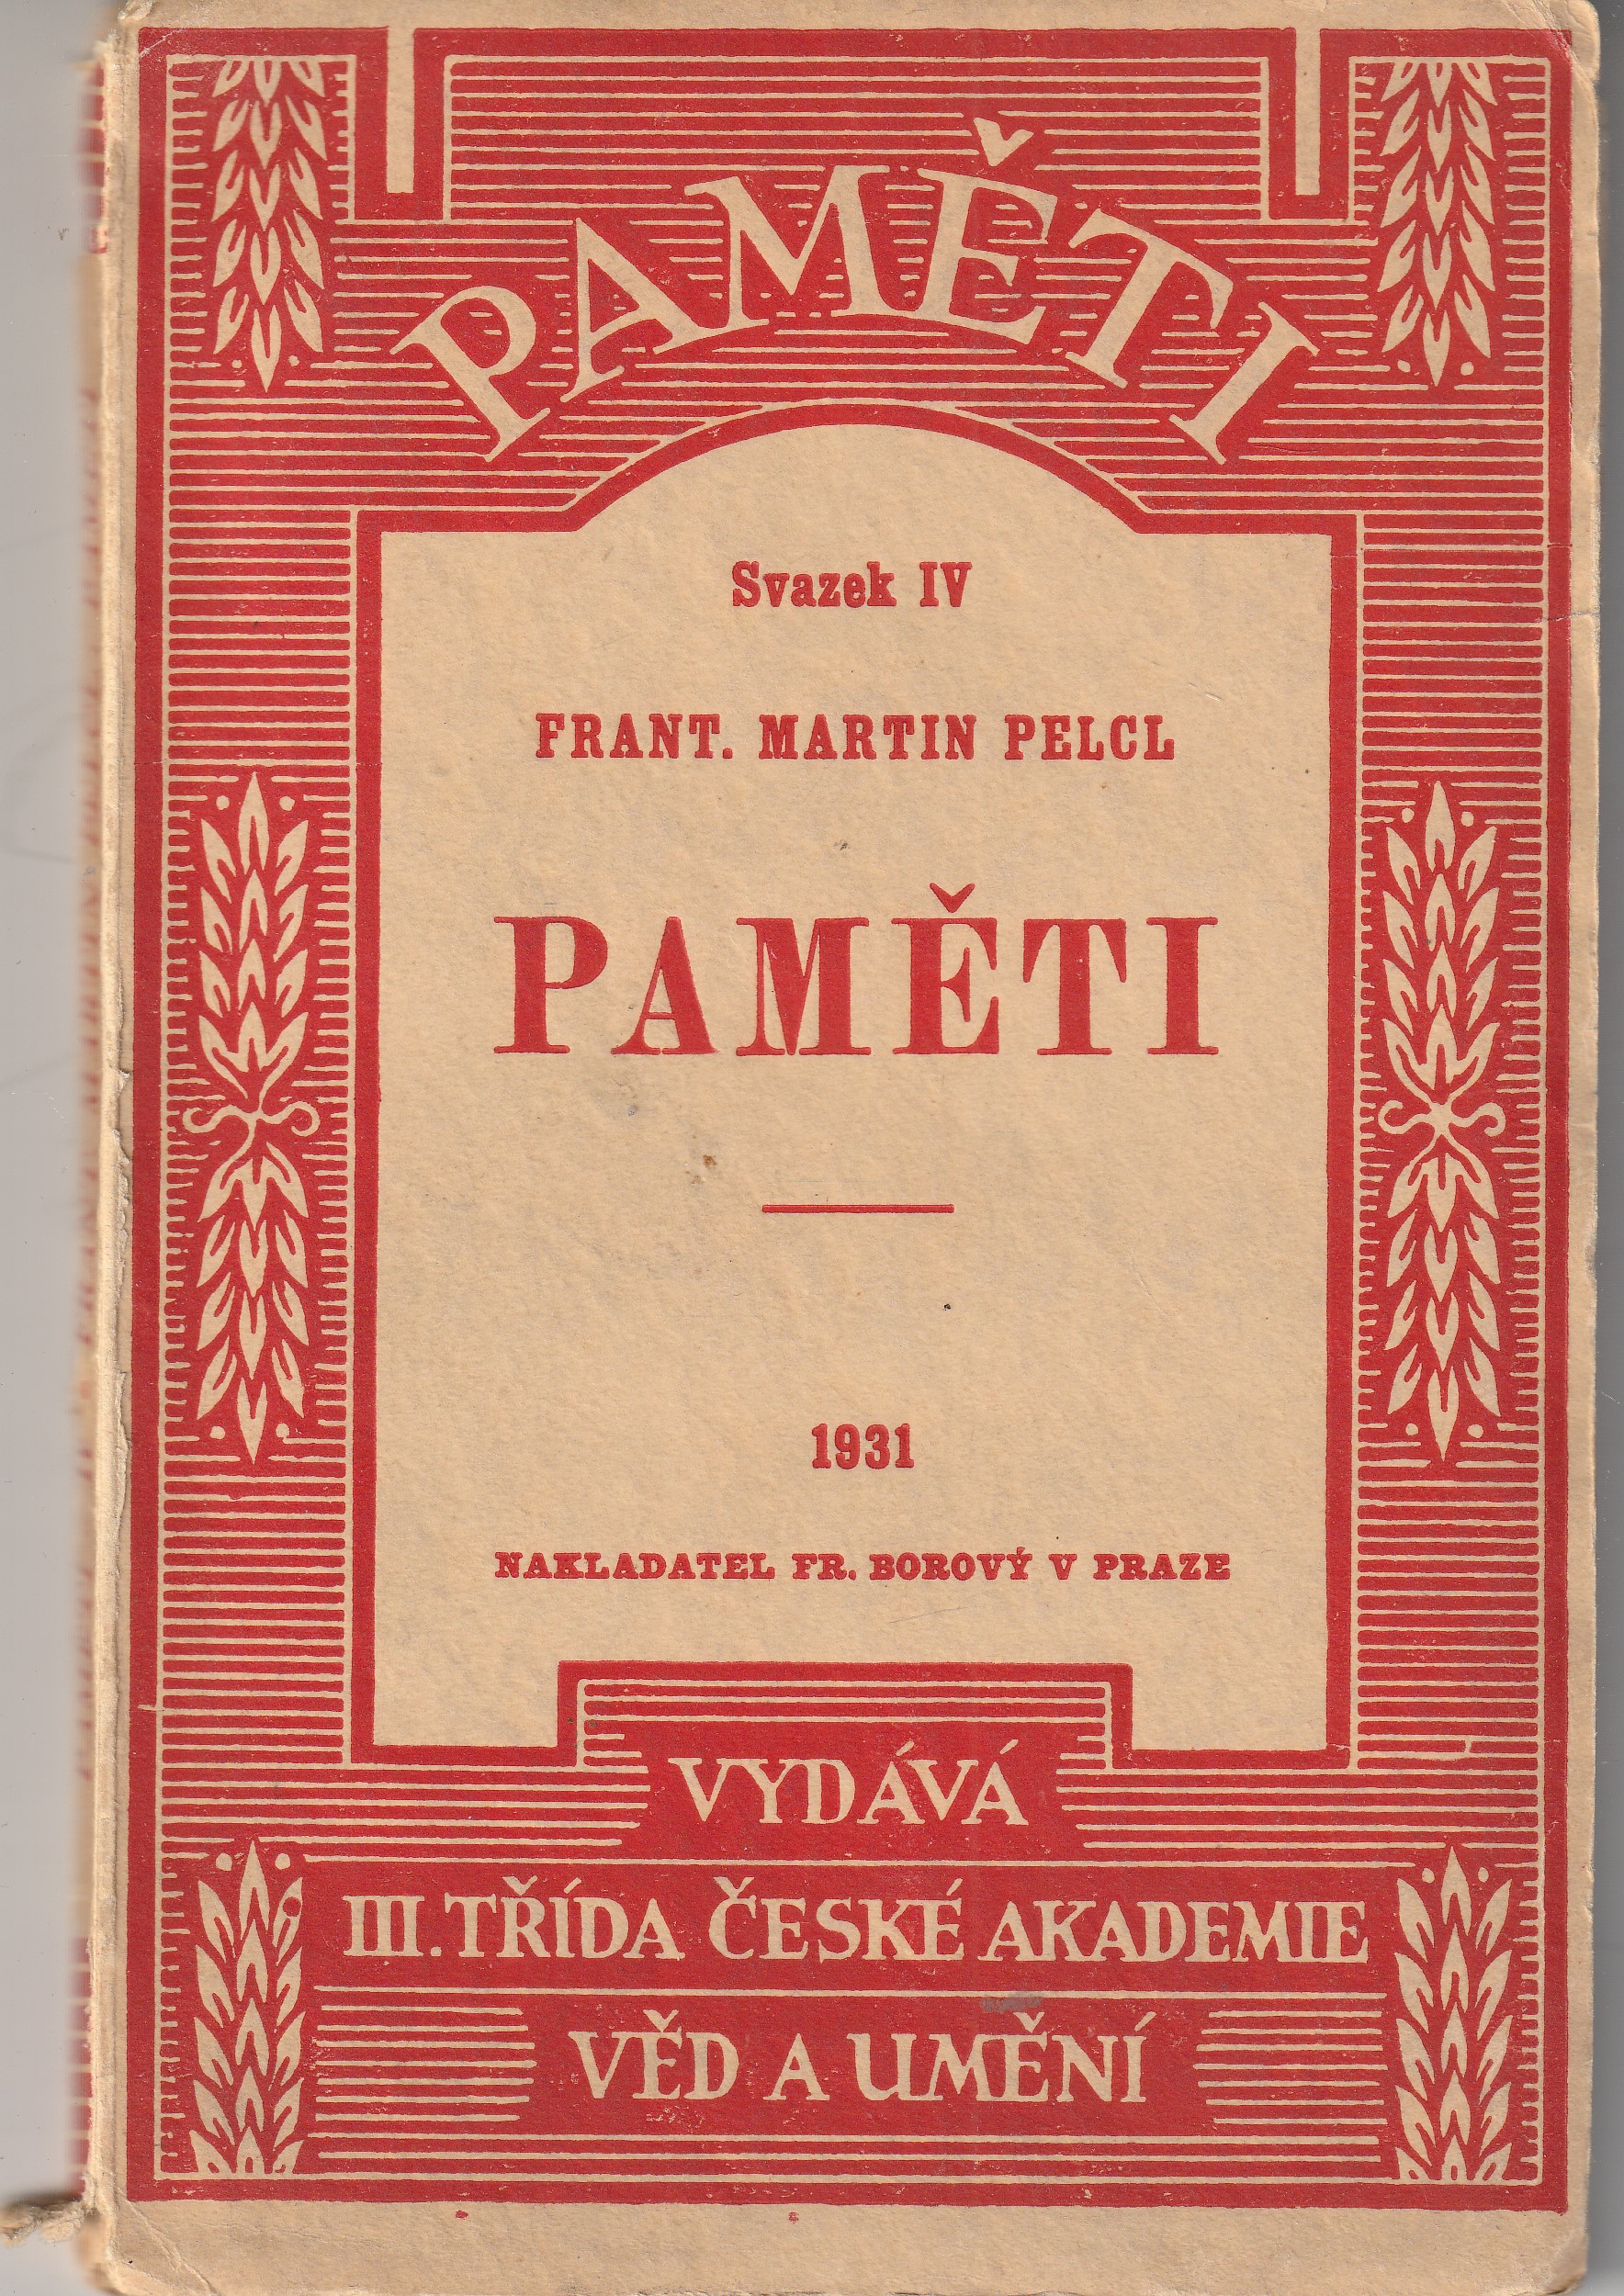 PAMĚTI
Svazek IV
FRANT. MARTIN PELCL
PAMĚTI
1931
NAKLADATEL FR. BOROVÝ V PRAZE
VYDÁVÁ
III. TŘÍDA ČESKÉ AKADEMIE
VĚD A UMĚNÍ